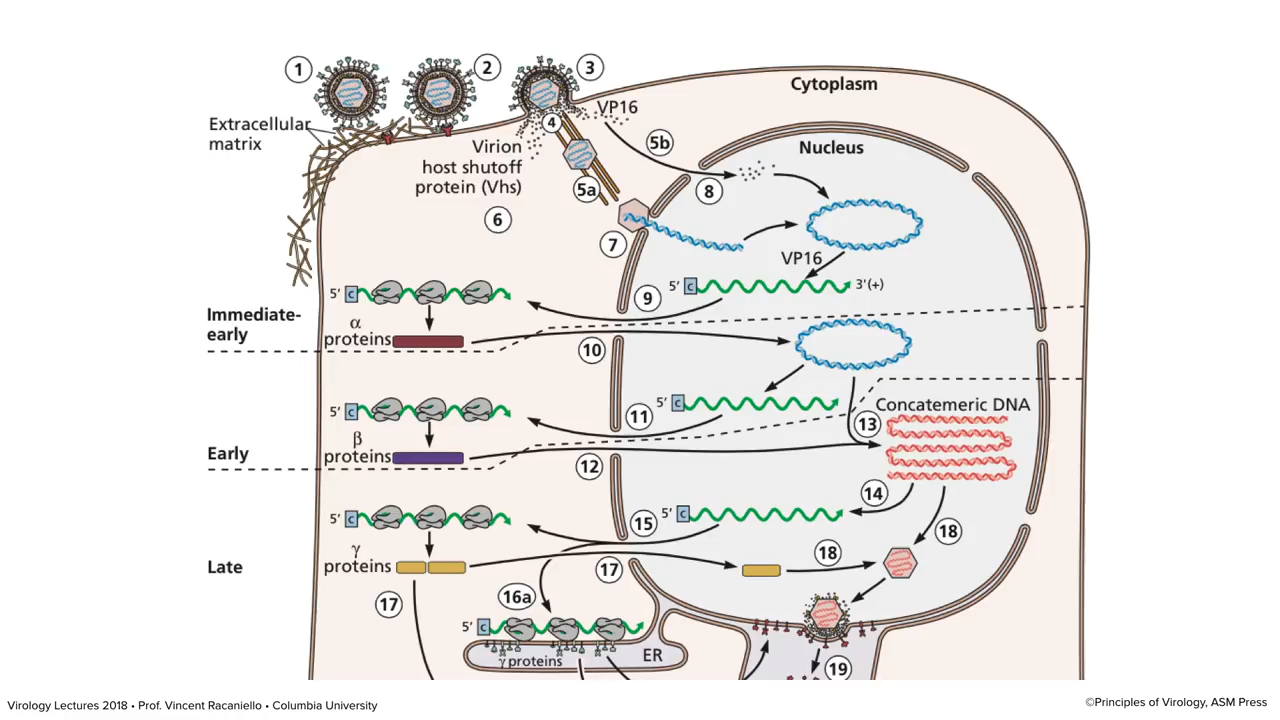 1
2
3
Cytoplasm
VP16
4
Extracellular
matrix
Virion
host shutoff
protein (Vhs)
5b
Nucleus
5a
8
6
7
VP16
5′ c
3′(+)
9
5′ c
Immediate-
early
α
proteins
10
5′ c
11
Concatemeric DNA
5′ c
13
β
proteins
Early
12
14
5′ c
15
5′ c
18
18
γ
proteins
Late
17
17
16a
5′ c
γ proteins
ER
19
Virology Lectures 2018 • Prof. Vincent Racaniello • Columbia University
©Principles of Virology, ASM Press